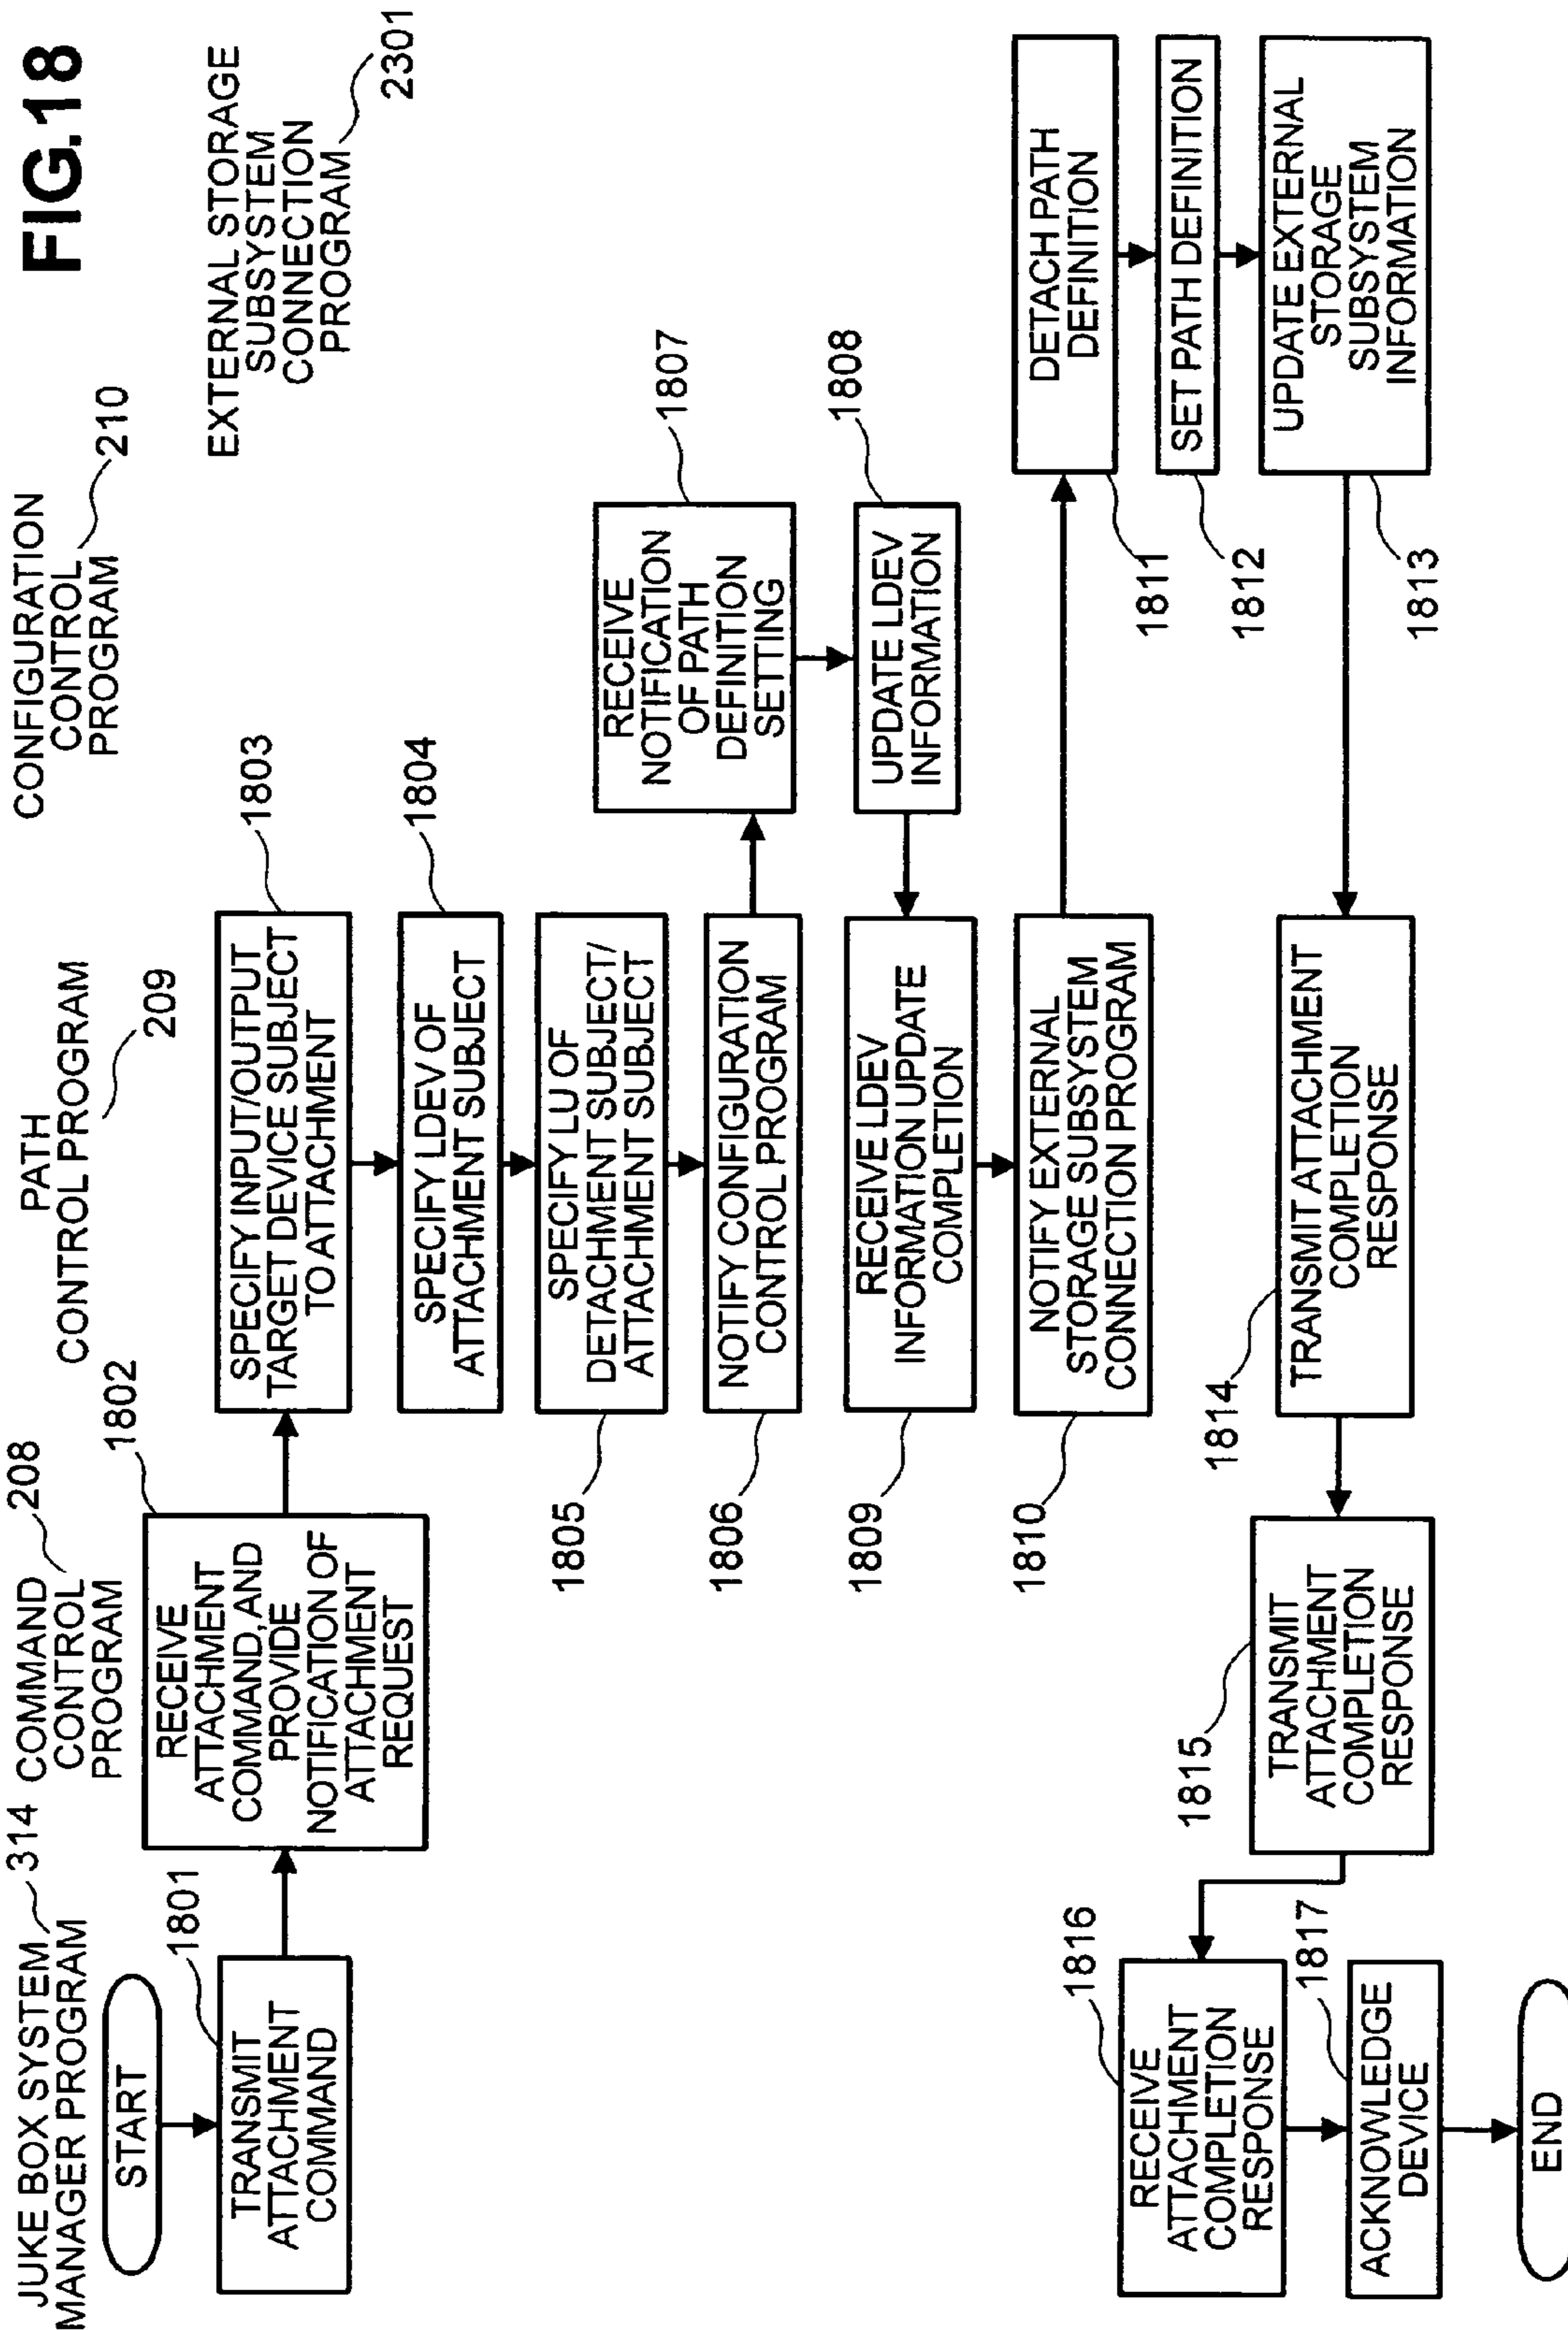 FIG.18
JUKE BOX SYSTEM
MANAGER PROGRAM
314
COMMAND
CONTROL
PROGRAM
208
PATH
CONTROL PROGRAM
209
CONFIGURATION
CONTROL
PROGRAM
210
EXTERNAL STORAGE
SUBSYSTEM
CONNECTION
PROGRAM
2301
START
1801
TRANSMIT
ATTACHMENT
COMMAND
1802
RECEIVE
ATTACHMENT
COMMAND, AND
PROVIDE
NOTIFICATION OF
ATTACHMENT
REQUEST
1803
SPECIFY INPUT/OUTPUT
TARGET DEVICE SUBJECT
TO ATTACHMENT
1804
SPECIFY LDEV OF
ATTACHMENT SUBJECT
1805
SPECIFY LU OF
DETACHMENT SUBJECT/
ATTACHMENT SUBJECT
1806
NOTIFY CONFIGURATION
CONTROL PROGRAM
1807
RECEIVE
NOTIFICATION
OF PATH
DEFINITION
SETTING
1808
UPDATE LDEV
INFORMATION
1809
RECEIVE LDEV
INFORMATION UPDATE
COMPLETION
1810
NOTIFY EXTERNAL
STORAGE SUBSYSTEM
CONNECTION PROGRAM
1811
DETACH PATH
DEFINITION
1812
SET PATH DEFINITION
1813
UPDATE EXTERNAL
STORAGE
SUBSYSTEM
INFORMATION
1814
TRANSMIT ATTACHMENT
COMPLETION
RESPONSE
1815
TRANSMIT
ATTACHMENT
COMPLETION
RESPONSE
1816
RECEIVE
ATTACHMENT
COMPLETION
RESPONSE
1817
ACKNOWLEDGE
DEVICE
END